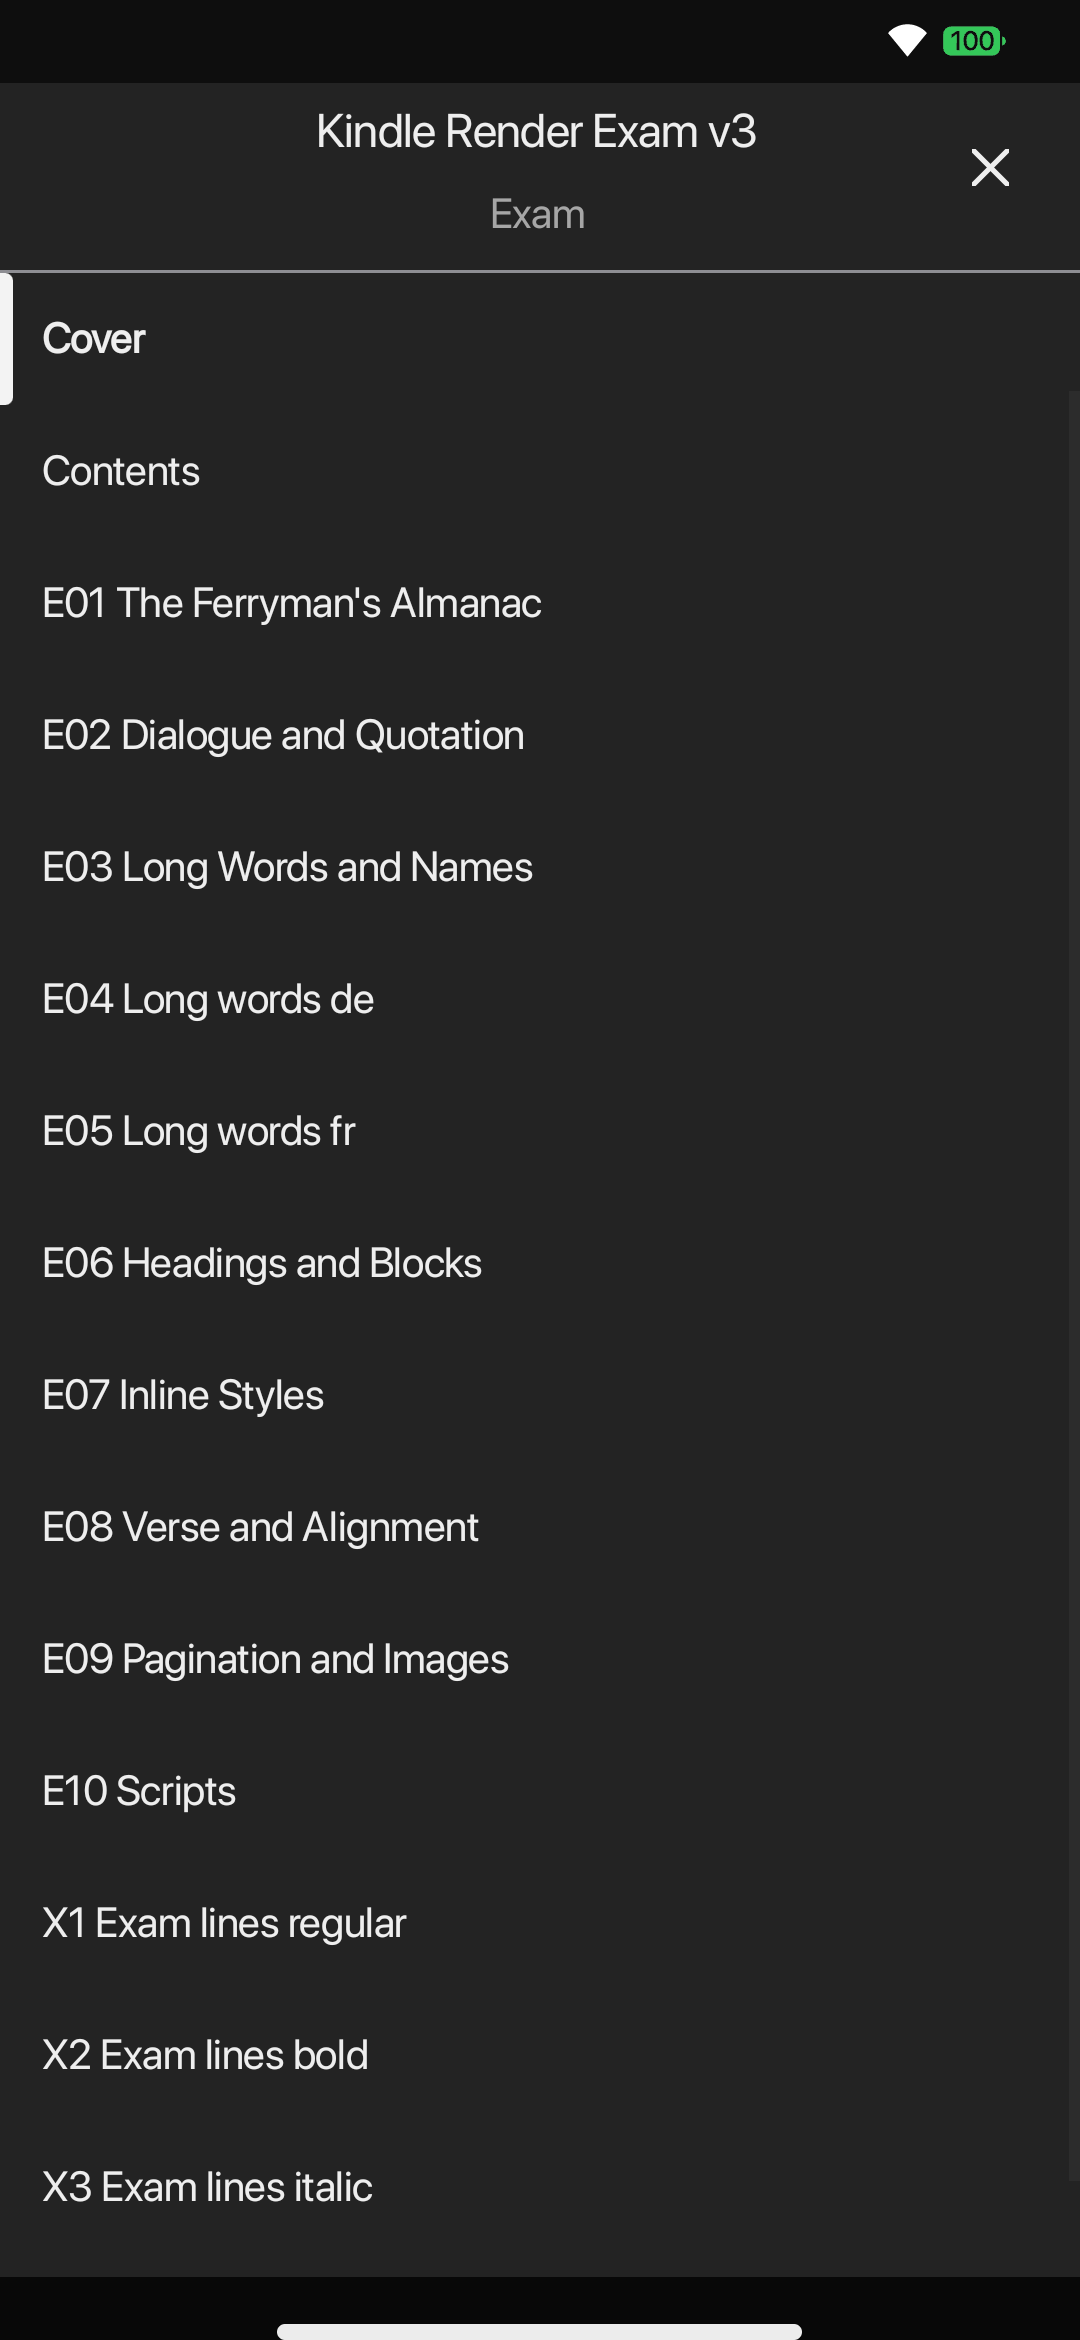 100
Kindle Render Exam v3
Exam
Cover
Contents
E01 The Ferryman's Almanac
E02 Dialogue and Quotation
E03 Long Words and Names
E04 Long words de
E05 Long words fr
E06 Headings and Blocks
E07 Inline Styles
E08 Verse and Alignment
E09 Pagination and Images
E10 Scripts
X1 Exam lines regular
X2 Exam lines bold
X3 Exam lines italic